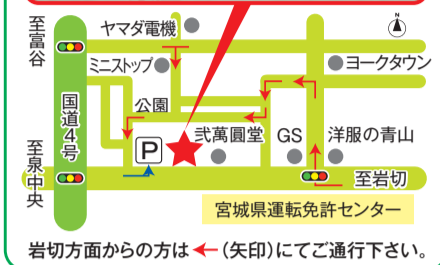 至富谷
ヤマダ電機
N
ミニストップ
ヨークタウン
国道4号
公園
P
弐萬圓堂
GS
洋服の青山
至泉中央
至岩切
宮城県運転免許センター
岩切方面からの方は←(矢印)にてご通行下さい。